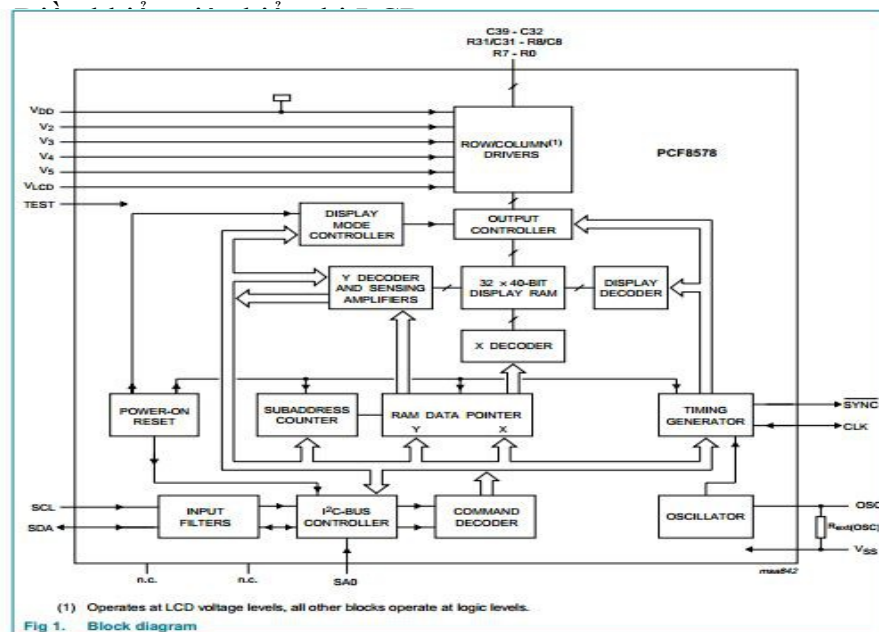 C39 - C32
R31/C31 - R8/C8
R7 - R0
VDD
V2
V3
V4
V5
VLCD
TEST
ROW/COLUMN(1)
DRIVERS
PCF8578
DISPLAY
MODE
CONTROLLER
OUTPUT
CONTROLLER
Y DECODER
AND SENSING
AMPLIFIERS
32 x 40-BIT
DISPLAY RAM
DISPLAY
DECODER
X DECODER
POWER-ON
RESET
SUBADDRESS
COUNTER
RAM DATA POINTER
Y X
TIMING
GENERATOR
SYNC
CLK
SCL
SDA
INPUT
FILTERS
I²C-BUS
CONTROLLER
COMMAND
DECODER
OSCILLATOR
OSC
Rext(OSC)
VSS
n.c.
n.c.
SA0
msa842
(1) Operates at LCD voltage levels, all other blocks operate at logic levels.
Fig 1. Block diagram